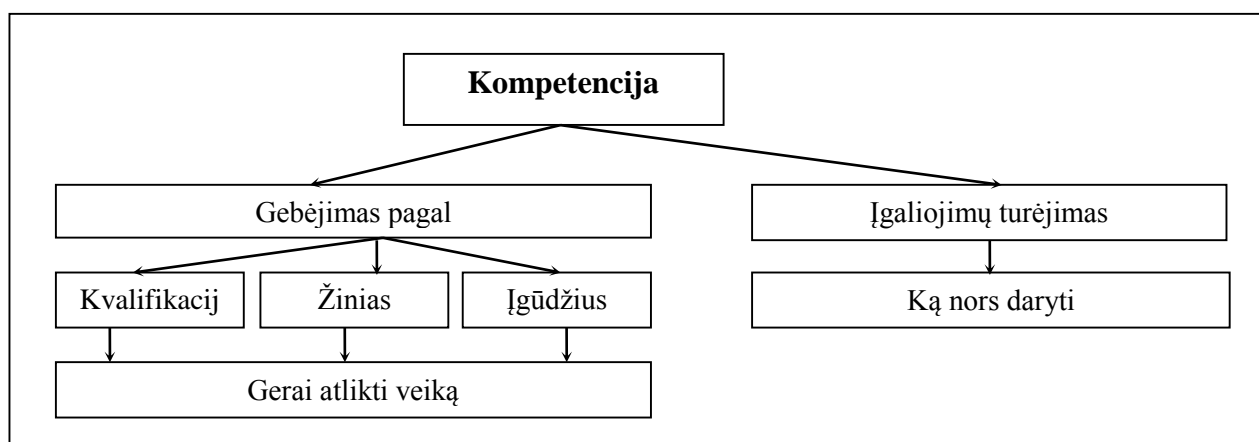 Kompetencija
Gebėjimas pagal
Įgaliojimų turėjimas
Kvalifikacij
Žinias
Įgūdžius
Ką nors daryti
Gerai atlikti veiką